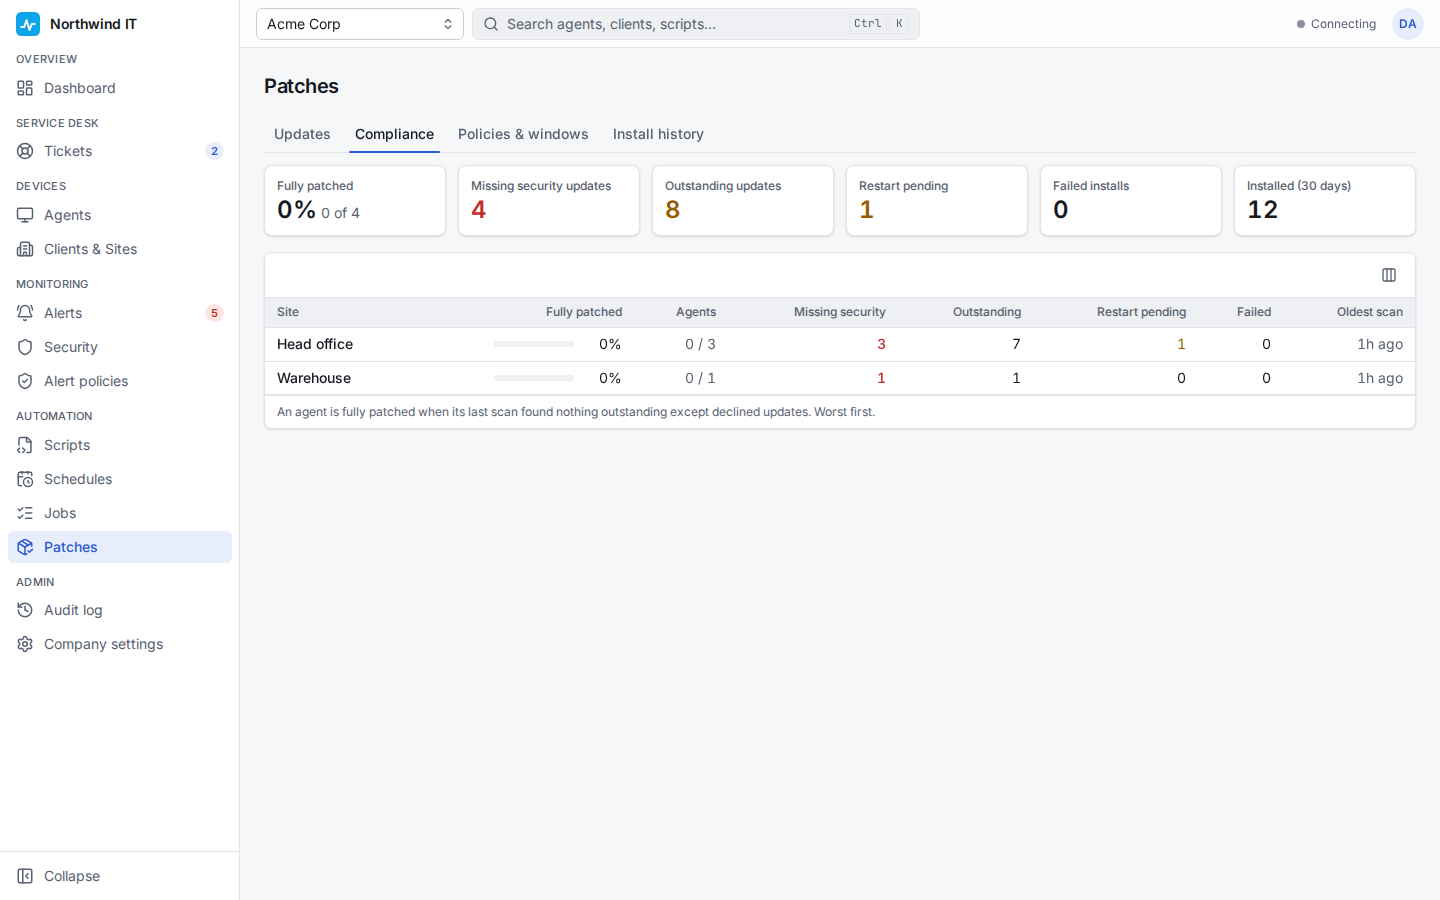 Northwind IT
OVERVIEW
Dashboard
SERVICE DESK
Tickets 2
DEVICES
Agents
Clients & Sites
MONITORING
Alerts 5
Security
Alert policies
AUTOMATION
Scripts
Schedules
Jobs
Patches
ADMIN
Audit log
Company settings
Collapse
Acme Corp
Search agents, clients, scripts... Ctrl K
Connecting DA
Patches
Updates Compliance Policies & windows Install history
Fully patched
0% 0 of 4
Missing security updates
4
Outstanding updates
8
Restart pending
1
Failed installs
0
Installed (30 days)
12
Site Fully patched Agents Missing security Outstanding Restart pending Failed Oldest scan
Head office 0% 0 / 3 3 7 1 0 1h ago
Warehouse 0% 0 / 1 1 1 0 0 1h ago
An agent is fully patched when its last scan found nothing outstanding except declined updates. Worst first.